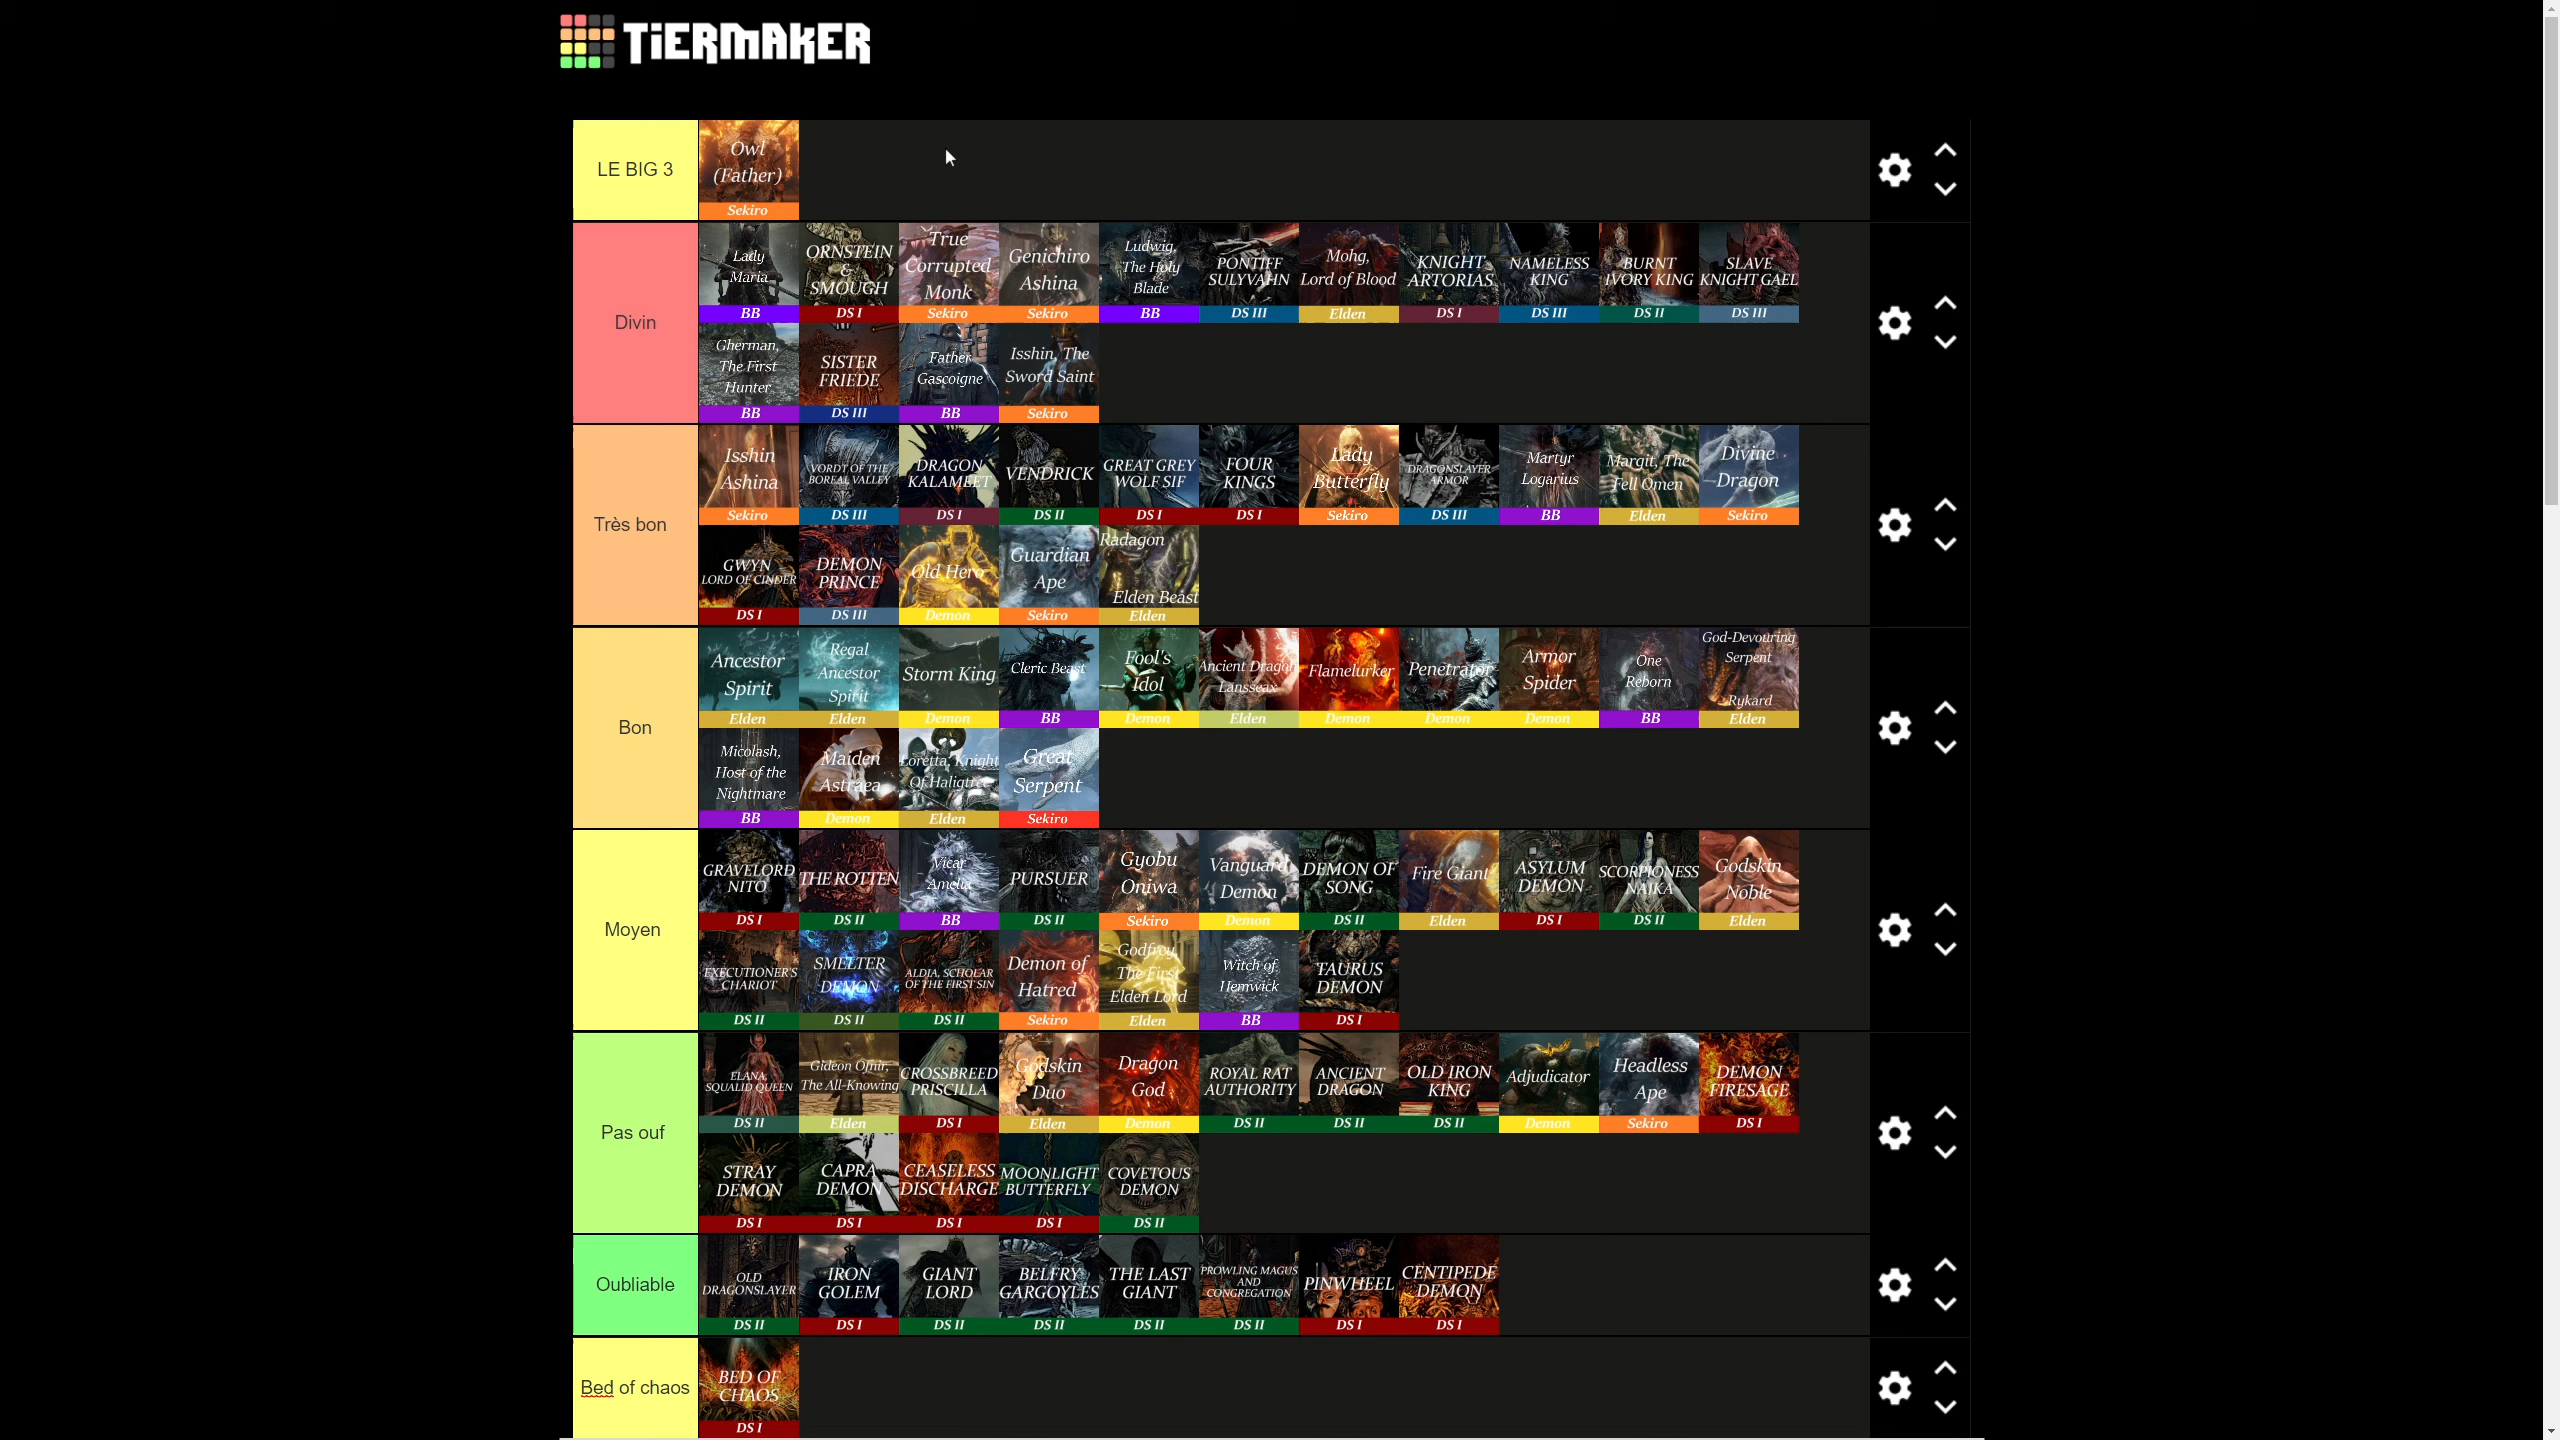 TiERMAKER
LE BIG 3
Owl
(Father)
Sekiro
Divin
Lady
Maria
BB
ORNSTEIN
&
SMOUGH
DS I
True
Corrupted
Monk
Sekiro
Genichiro
Ashina
Sekiro
Ludwig,
The Holy
Blade
BB
PONTIFF
SULYVAHN
DS III
Mohg,
Lord of Blood
Elden
KNIGHT
ARTORIAS
DS I
NAMELESS
KING
DS III
BURNT
IVORY KING
DS II
SLAVE
KNIGHT GAEL
DS III
Gherman,
The First
Hunter
BB
SISTER
FRIEDE
DS III
Father
Gascoigne
BB
Isshin, The
Sword Saint
Sekiro
Très bon
Isshin
Ashina
Sekiro
VORDT OF THE
BOREAL VALLEY
DS III
DRAGON
KALAMEET
DS I
VENDRICK
DS II
GREAT GREY
WOLF SIF
DS I
FOUR
KINGS
DS I
Lady
Butterfly
Sekiro
DRAGONSLAYER
ARMOR
DS III
Martyr
Logarius
BB
Margit, The
Fell Omen
Elden
Divine
Dragon
Sekiro
GWYN
LORD OF CINDER
DS I
DEMON
PRINCE
DS III
Old Hero
Demon
Guardian
Ape
Sekiro
Radagon
Elden Beast
Elden
Bon
Ancestor
Spirit
Elden
Regal
Ancestor
Spirit
Elden
Storm King
Demon
Cleric Beast
BB
Fool's
Idol
Demon
Ancient Dragon
Lansseax
Elden
Flamelurker
Demon
Penetrator
Demon
Armor
Spider
Demon
One
Reborn
BB
God-Devouring
Serpent
Rykard
Elden
Micolash,
Host of the
Nightmare
BB
Maiden
Astraea
Demon
Loretta, Knight
Of Haligtree
Elden
Great
Serpent
Sekiro
Moyen
GRAVELORD
NITO
DS I
THE ROTTEN
DS II
Vicar
Amelia
BB
PURSUER
DS II
Gyobu
Oniwa
Sekiro
Vanguard
Demon
Demon
DEMON OF
SONG
DS II
Fire Giant
Elden
ASYLUM
DEMON
DS I
SCORPIONESS
NAJKA
DS II
Godskin
Noble
Elden
EXECUTIONER'S
CHARIOT
DS II
SMELTER
DEMON
DS II
ALDIA, SCHOLAR
OF THE FIRST SIN
DS II
Demon of
Hatred
Sekiro
Godfrey,
The First
Elden Lord
Elden
Witch of
Hemwick
BB
TAURUS
DEMON
DS I
Pas ouf
ELANA,
SQUALID QUEEN
DS II
Gideon Ofnir,
The All-Knowing
Elden
CROSSBREED
PRISCILLA
DS I
Godskin
Duo
Elden
Dragon
God
Demon
ROYAL RAT
AUTHORITY
DS II
ANCIENT
DRAGON
DS II
OLD IRON
KING
DS II
Adjudicator
Demon
Headless
Ape
Sekiro
DEMON
FIRESAGE
DS I
STRAY
DEMON
DS I
CAPRA
DEMON
DS I
CEASELESS
DISCHARGE
DS I
MOONLIGHT
BUTTERFLY
DS I
COVETOUS
DEMON
DS II
Oubliable
OLD
DRAGONSLAYER
DS II
IRON
GOLEM
DS I
GIANT
LORD
DS II
BELFRY
GARGOYLES
DS II
THE LAST
GIANT
DS II
PROWLING MAGUS
AND
CONGREGATION
DS II
PINWHEEL
DS I
CENTIPEDE
DEMON
DS I
Bed of chaos
BED OF
CHAOS
DS I